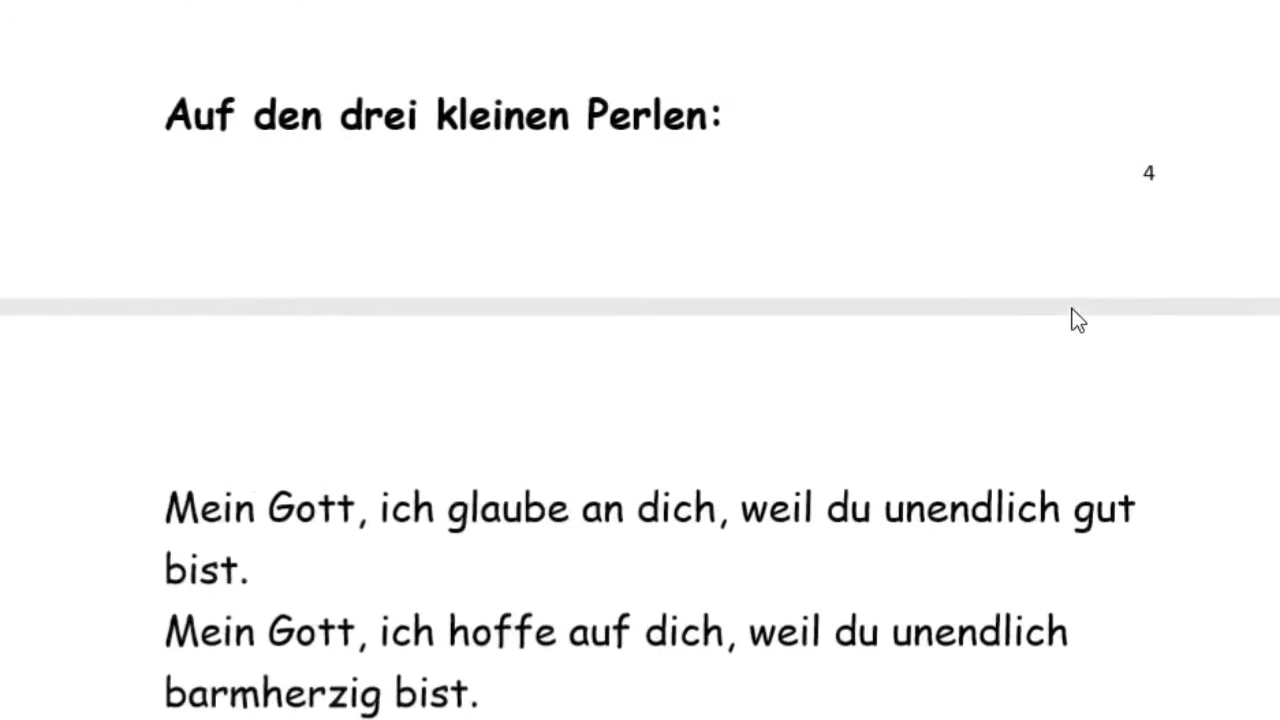 Auf den drei kleinen Perlen:
4
Mein Gott, ich glaube an dich, weil du unendlich gut
bist.
Mein Gott, ich hoffe auf dich, weil du unendlich
barmherzig bist.